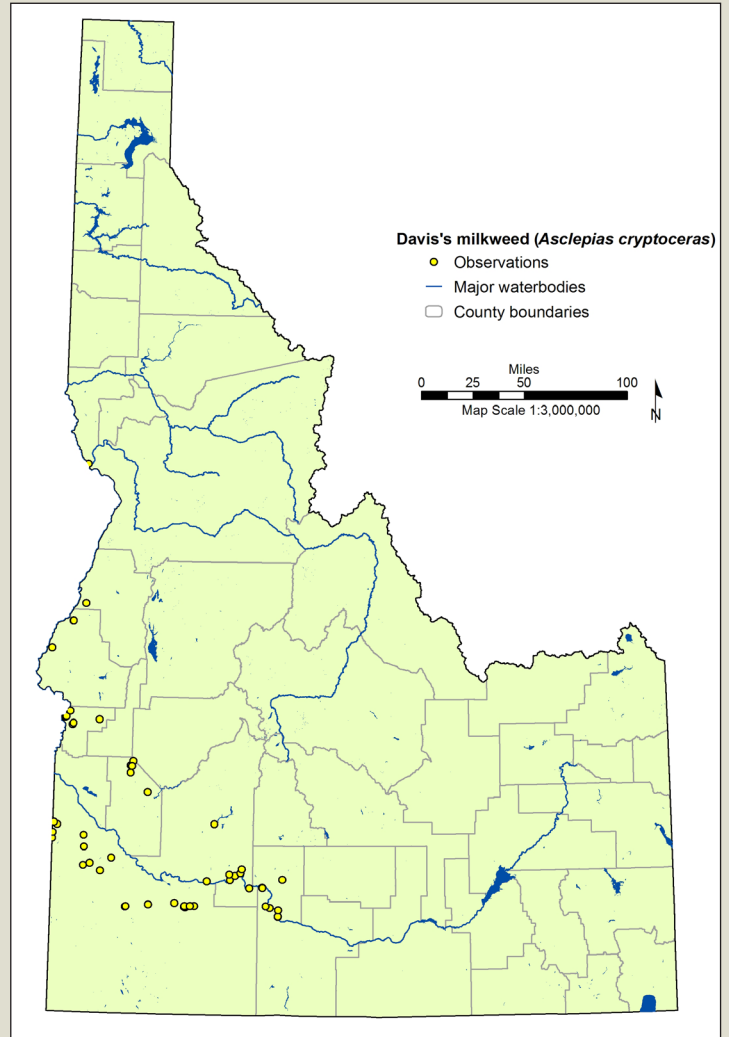 Davis's milkweed (Asclepias cryptoceras)
Observations
Major waterbodies
County boundaries
Miles
0 25 50 100
Map Scale 1:3,000,000
N